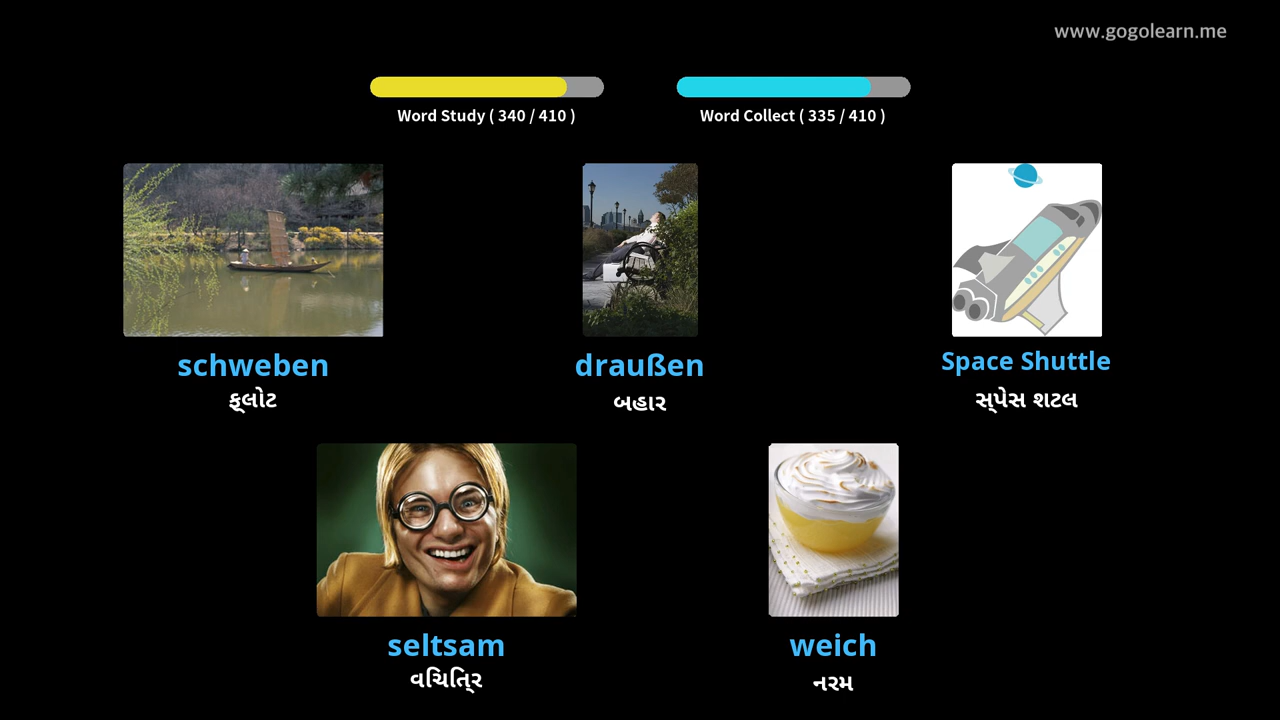 www.gogolearn.me
Word Study ( 340 / 410 )
Word Collect ( 335 / 410 )
schweben
ફ્લોટ
draußen
બહાર
Space Shuttle
સ્પેસ શટલ
seltsam
વિચિત્ર
weich
નરમ